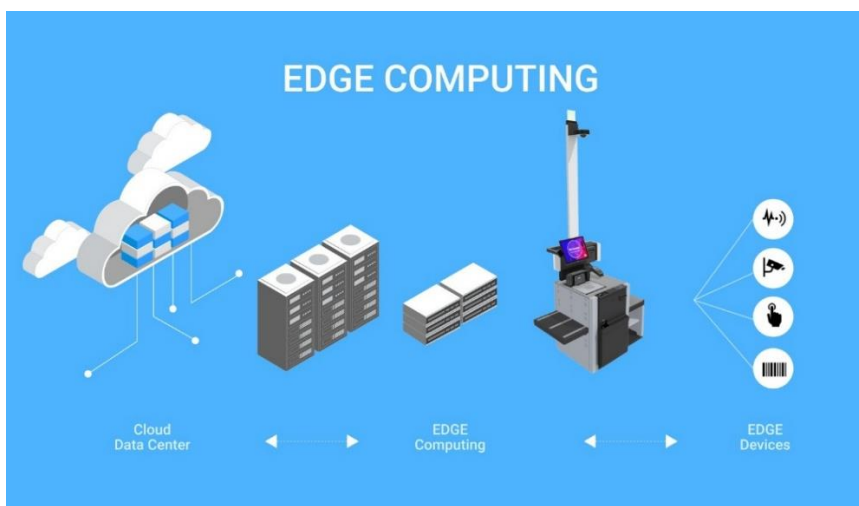 EDGE COMPUTING
Cloud
Data Center
EDGE
Computing
EDGE
Devices